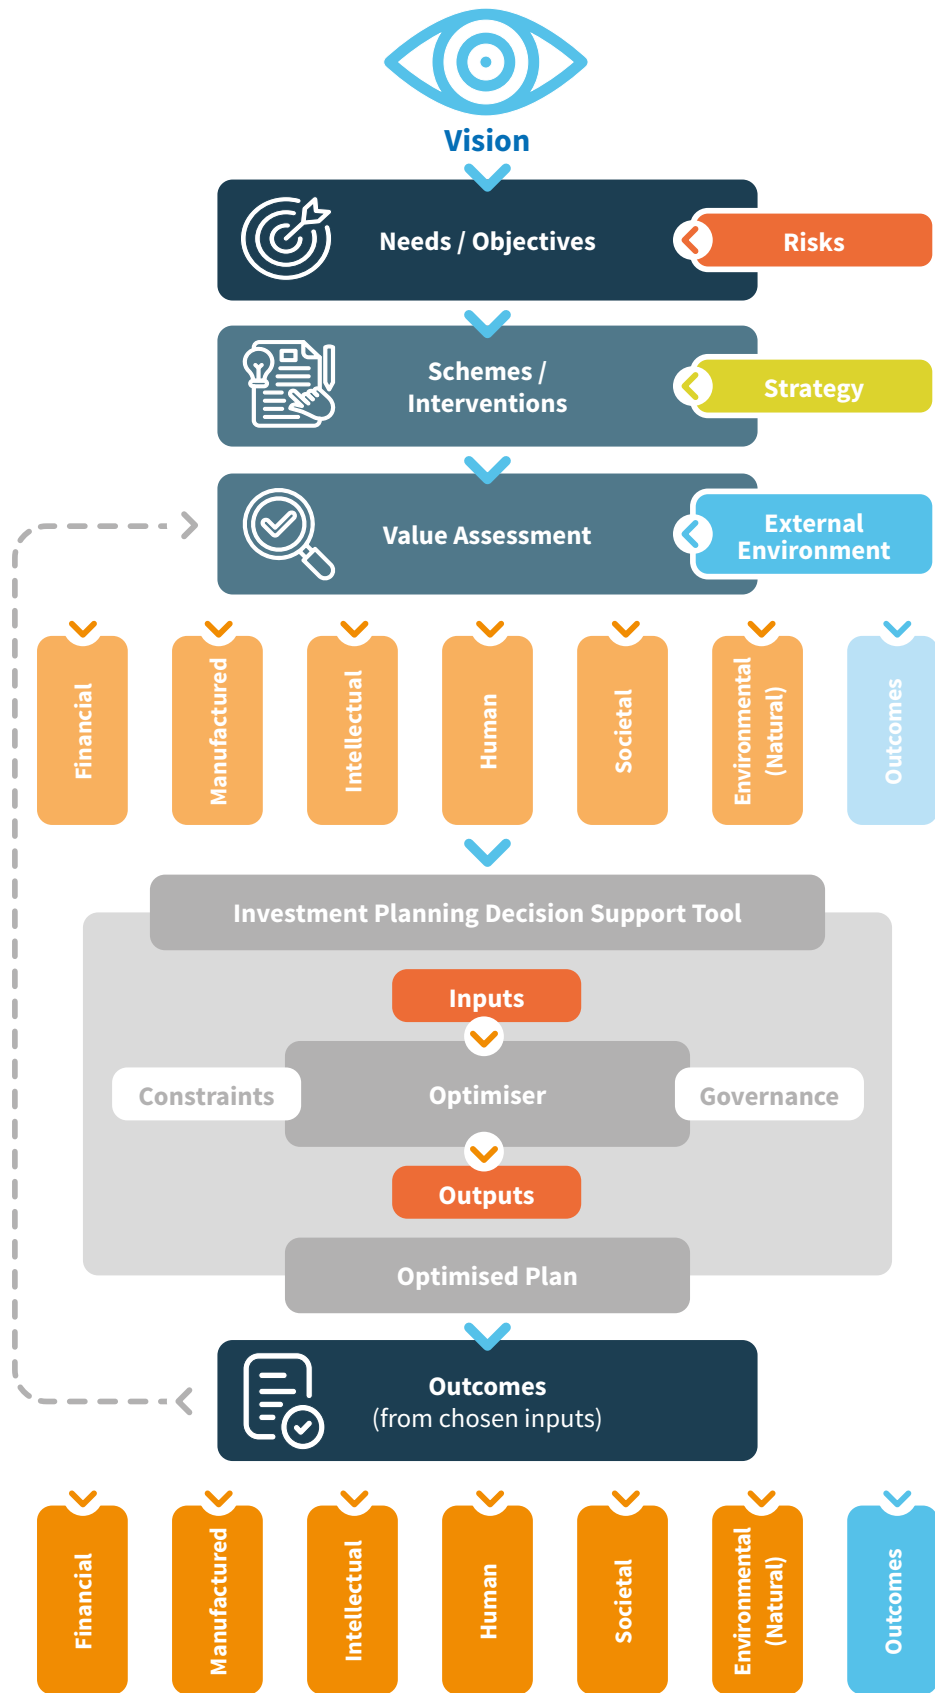 Vision
Needs / Objectives
Risks
Schemes /
Interventions
Strategy
Value Assessment
External
Environment
Financial
Manufactured
Intellectual
Human
Societal
Environmental
(Natural)
Outcomes
Investment Planning Decision Support Tool
Inputs
Constraints
Optimiser
Governance
Outputs
Optimised Plan
Outcomes
(from chosen inputs)
Financial
Manufactured
Intellectual
Human
Societal
Environmental
(Natural)
Outcomes